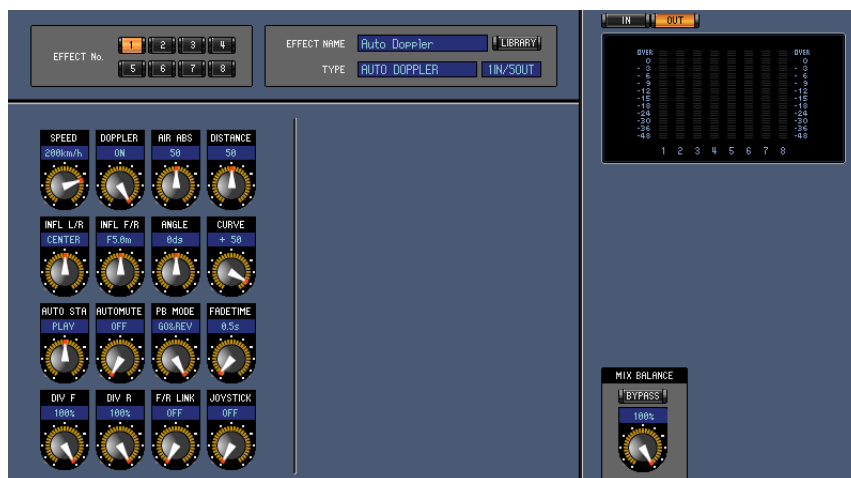 IN OUT
EFFECT No. 1 2 3 4
5 6 7 8
EFFECT NAME Auto Doppler LIBRARY
TYPE AUTO DOPPLER 1IN/5OUT
OVER OVER
0 0
- 3 - 3
- 6 - 6
- 9 - 9
-12 -12
-15 -15
-18 -18
-24 -24
-30 -30
-36 -36
-48 -48
1 2 3 4 5 6 7 8
SPEED DOPPLER AIR ABS DISTANCE
200km/h ON 50 50
INFL L/R INFL F/R ANGLE CURVE
CENTER F5.0m 0dg + 50
AUTO STA AUTOMUTE PB MODE FADETIME
PLAY OFF GO&REV 0.5s
DIV F DIV R F/R LINK JOYSTICK
100% 100% OFF OFF
MIX BALANCE
BYPASS
100%